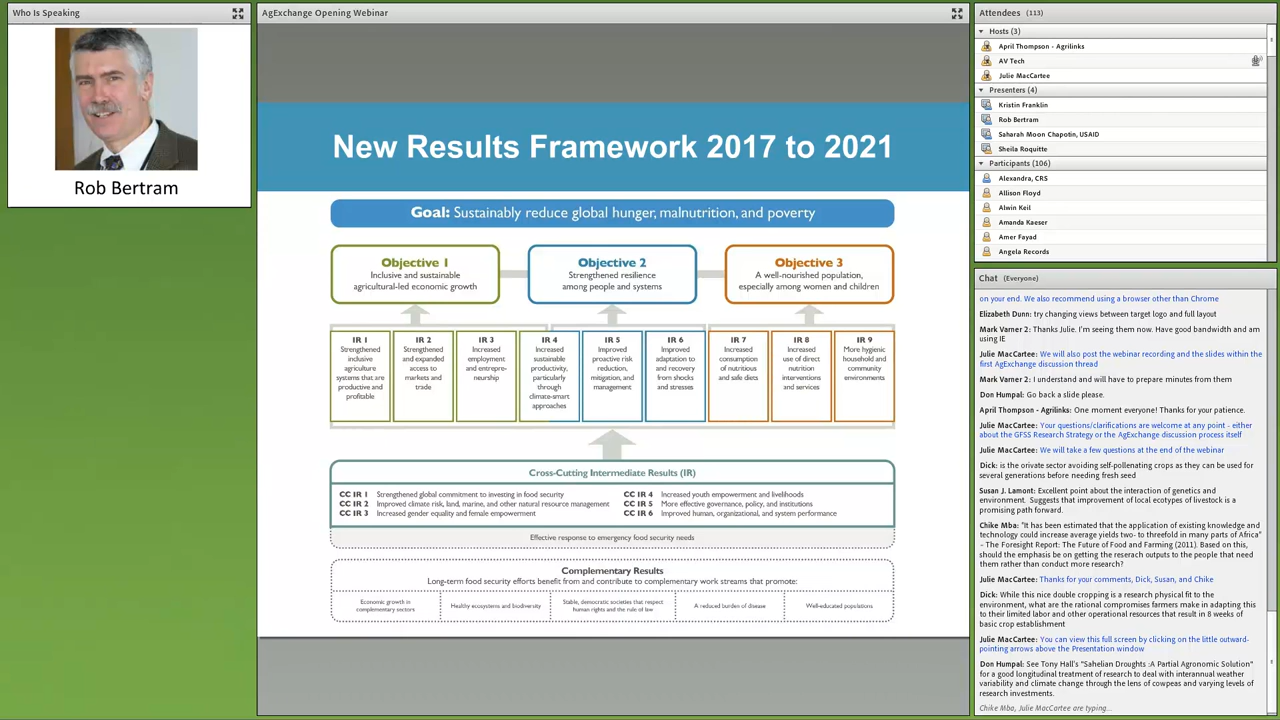 Who Is Speaking
Rob Bertram
AgExchange Opening Webinar
New Results Framework 2017 to 2021
Goal: Sustainably reduce global hunger, malnutrition, and poverty
Objective 1
Inclusive and sustainable
agricultural-led economic growth
Objective 2
Strengthened resilience
among people and systems
Objective 3
A well-nourished population,
especially among women and children
IR 1
Strengthened
inclusive
agriculture
systems that are
productive and
profitable
IR 2
Strengthened
and expanded
access to
markets and
trade
IR 3
Increased
employment
and entrepre-
neurship
IR 4
Increased
sustainable
productivity,
particularly
through
climate-smart
approaches
IR 5
Improved
proactive risk
reduction,
mitigation, and
management
IR 6
Improved
adaptation to
and recovery
from shocks
and stresses
IR 7
Increased
consumption
of nutritious
and safe diets
IR 8
Increased
use of direct
nutrition
interventions
and services
IR 9
More hygienic
household and
community
environments
Cross-Cutting Intermediate Results (IR)
CC IR 1 Strengthened global commitment to investing in food security
CC IR 2 Improved climate risk, land, marine, and other natural resource management
CC IR 3 Increased gender equality and female empowerment
CC IR 4 Increased youth empowerment and livelihoods
CC IR 5 More effective governance, policy, and institutions
CC IR 6 Improved human, organizational, and system performance
Effective response to emergency food security needs
Complementary Results
Long-term food security efforts benefit from and contribute to complementary work streams that promote:
Economic growth in
complementary sectors
Healthy ecosystems and biodiversity
Stable, democratic societies that respect
human rights and the rule of law
A reduced burden of disease
Well-educated populations
Attendees (113)
Hosts (3)
April Thompson - Agrilinks
AV Tech
Julie MacCartee
Presenters (4)
Kristin Franklin
Rob Bertram
Saharah Moon Chapotin, USAID
Sheila Roquitte
Participants (106)
Alexandra, CRS
Allison Floyd
Alwin Keil
Amanda Kaeser
Amer Fayad
Angela Records
Chat (Everyone)
on your end. We also recommend using a browser other than Chrome
Elizabeth Dunn: try changing views between target logo and full layout
Mark Varner 2: Thanks Julie. I'm seeing them now. Have good bandwidth and am
using IE
Julie MacCartee: We will also post the webinar recording and the slides within the
first AgExchange discussion thread
Mark Varner 2: I understand and will have to prepare minutes from them
Don Humpal: Go back a slide please.
April Thompson - Agrilinks: One moment everyone! Thanks for your patience.
Julie MacCartee: Your questions/clarifications are welcome at any point - either
about the GFSS Research Strategy or the AgExchange discussion process itself
Julie MacCartee: We will take a few questions at the end of the webinar
Dick: is the orivate sector avoiding self-pollenating crops as they can be used for
several generations before needing fresh seed
Susan J. Lamont: Excellent point about the interaction of genetics and
environment. Suggests that improvement of local ecotypes of livestock is a
promising path forward.
Chike Mba: "It has been estimated that the application of existing knowledge and
technology could increase average yields two- to threefold in many parts of Africa"
- The Foresight Report: The Future of Food and Farming (2011). Based on this,
should the emphasis be on getting the reserach outputs to the people that need
them rather than conduct more research?
Julie MacCartee: Thanks for your comments, Dick, Susan, and Chike
Dick: While this nice double cropping is a research physical fit to the
environment, what are the rational compromises farmers make in adapting this
to their limited labor and other operational resources that result in 8 weeks of
basic crop establishment
Julie MacCartee: You can view this full screen by clicking on the little outward-
pointing arrows above the Presentation window
Don Humpal: See Tony Hall's "Sahelian Droughts :A Partial Agronomic Solution"
for a good longitudinal treatment of research to deal with interannual weather
variability and climate change through the lens of cowpeas and varying levels of
research investments.
Chike Mba, Julie MacCartee are typing...